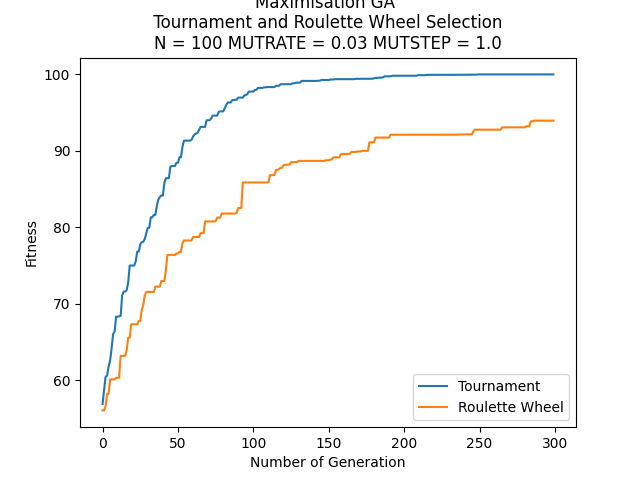 Maximisation GA
Tournament and Roulette Wheel Selection
N = 100 MUTRATE = 0.03 MUTSTEP = 1.0
100
90
80
70
60
Fitness
Tournament
Roulette Wheel
0 50 100 150 200 250 300
Number of Generation